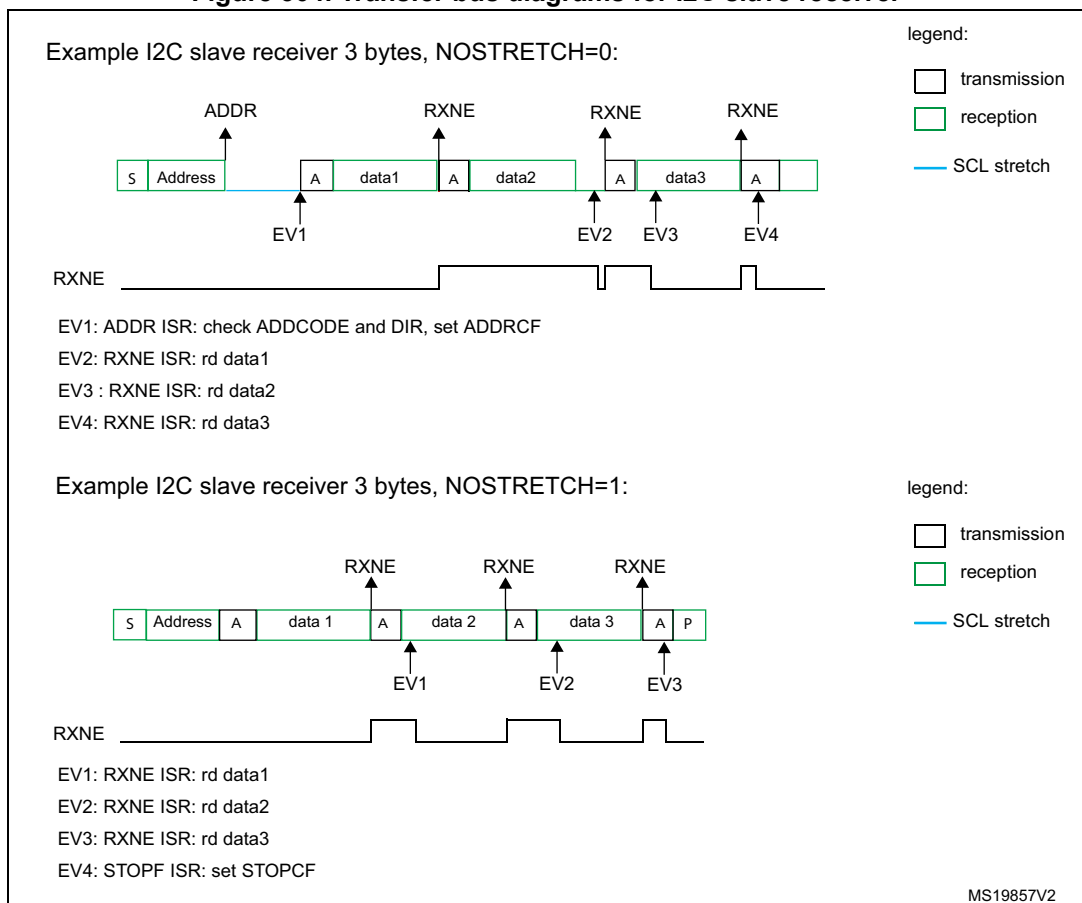 Example I2C slave receiver 3 bytes, NOSTRETCH=0:
legend:
transmission
reception
SCL stretch
ADDR RXNE RXNE RXNE
S Address A data1 A data2 A data3 A
EV1 EV2 EV3 EV4
RXNE
EV1: ADDR ISR: check ADDCODE and DIR, set ADDRCF
EV2: RXNE ISR: rd data1
EV3 : RXNE ISR: rd data2
EV4: RXNE ISR: rd data3
Example I2C slave receiver 3 bytes, NOSTRETCH=1:
legend:
transmission
reception
SCL stretch
RXNE RXNE RXNE
S Address A data 1 A data 2 A data 3 A P
EV1 EV2 EV3
RXNE
EV1: RXNE ISR: rd data1
EV2: RXNE ISR: rd data2
EV3: RXNE ISR: rd data3
EV4: STOPF ISR: set STOPCF
MS19857V2